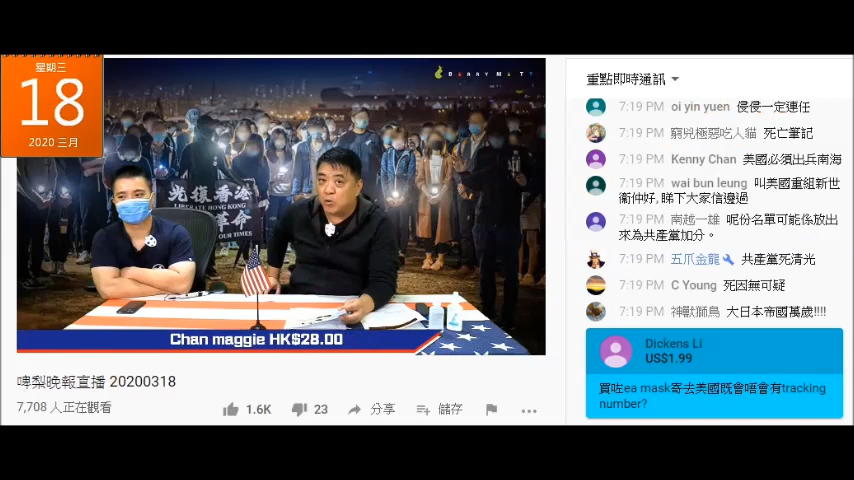 星期三
18
2020 三月
BARRYMATT
光復香港
LIBERATE HONG KONG
革命
OUR TIMES
Chan maggie HK$28.00
啤梨晚報直播 20200318
7,708 人正在觀看
1.6K
23
分享
儲存
重點即時通訊
7:19 PM oi yin yuen 侵侵一定連任
7:19 PM 窮兇極惡吃人貓 死亡筆記
7:19 PM Kenny Chan 美國必須出兵南海
7:19 PM wai bun leung 叫美國重組新世
衞仲好, 睇下大家信邊過
7:19 PM 南越一雄 呢份名單可能係放出
來為共產黨加分。
7:19 PM 五爪金龍 共產黨死清光
7:19 PM C Young 死因無可疑
7:19 PM 神獸獅鳥 大日本帝國萬歲!!!!
Dickens Li
US$1.99
買咗ea mask寄去美國既會唔會有tracking
number?